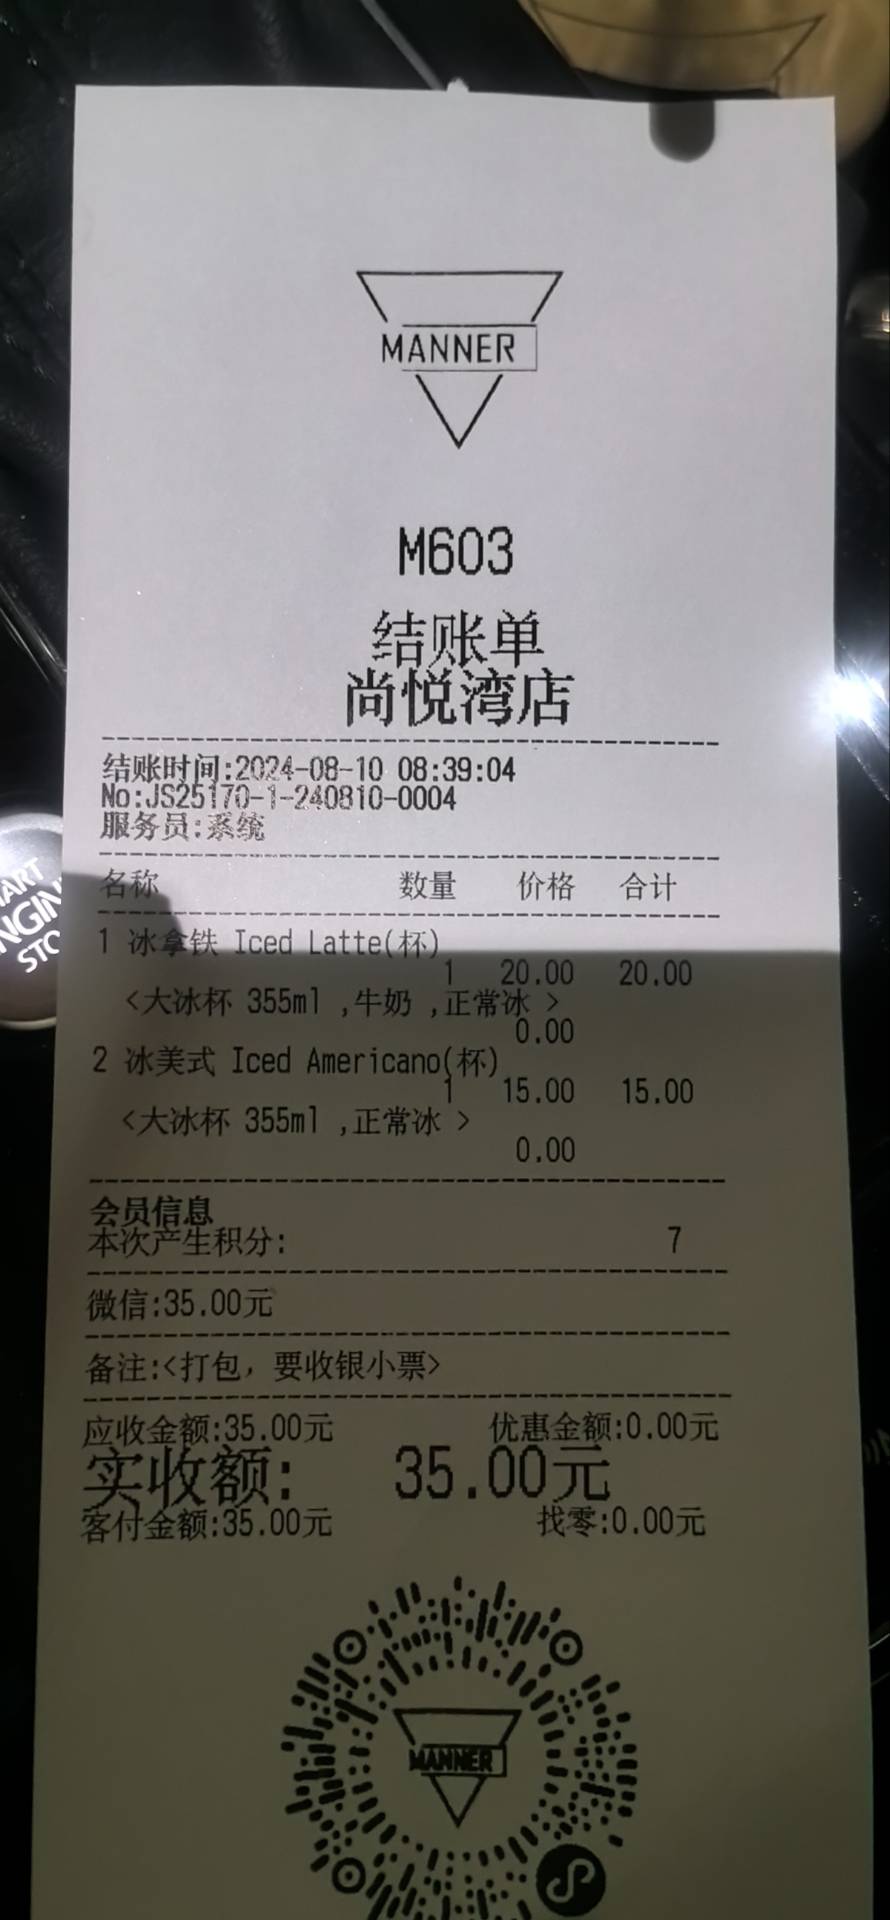 MANNER
M603
结账单
尚悦湾店
结账时间:2024-08-10 08:39:04
No:JS25170-1-240810-0004
服务员:系统
名称 数量 价格 合计
1 冰拿铁 Iced Latte(杯)
1 20.00 20.00
<大冰杯 355ml ,牛奶 ,正常冰 >
0.00
2 冰美式 Iced Americano(杯)
1 15.00 15.00
<大冰杯 355ml ,正常冰 >
0.00
会员信息
本次产生积分: 7
微信:35.00元
备注:<打包，要收银小票>
应收金额:35.00元 优惠金额:0.00元
实收额: 35.00元
客付金额:35.00元 找零:0.00元
MANNER